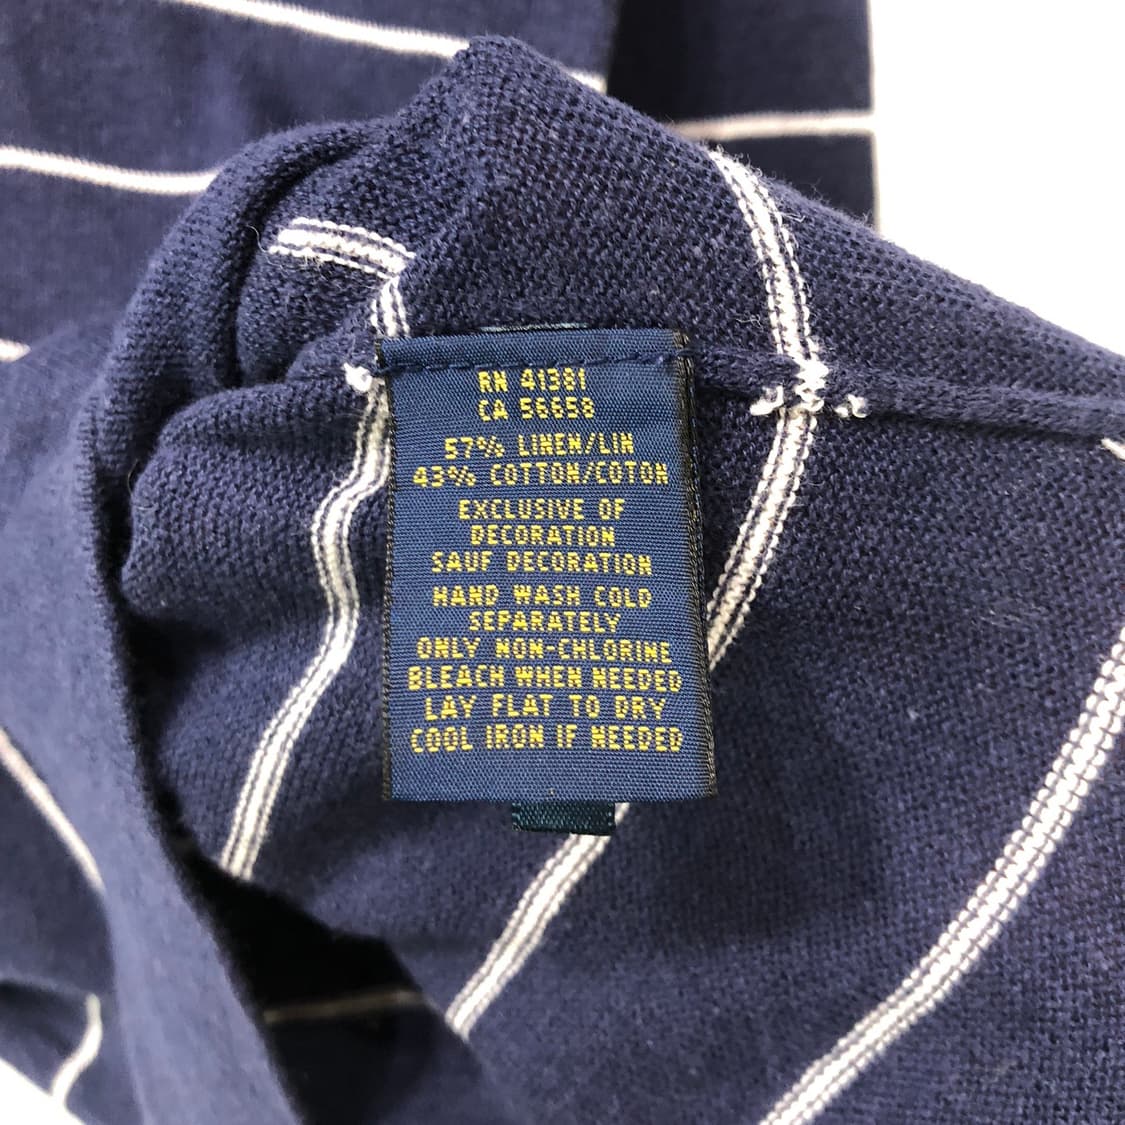 RN 41381
CA 56658
57% LINEN/LIN
43% COTTON/COTON
EXCLUSIVE OF
DECORATION
SAUF DECORATION
HAND WASH COLD
SEPARATELY
ONLY NON-CHLORINE
BLEACH WHEN NEEDED
LAY FLAT TO DRY
COOL IRON IF NEEDED